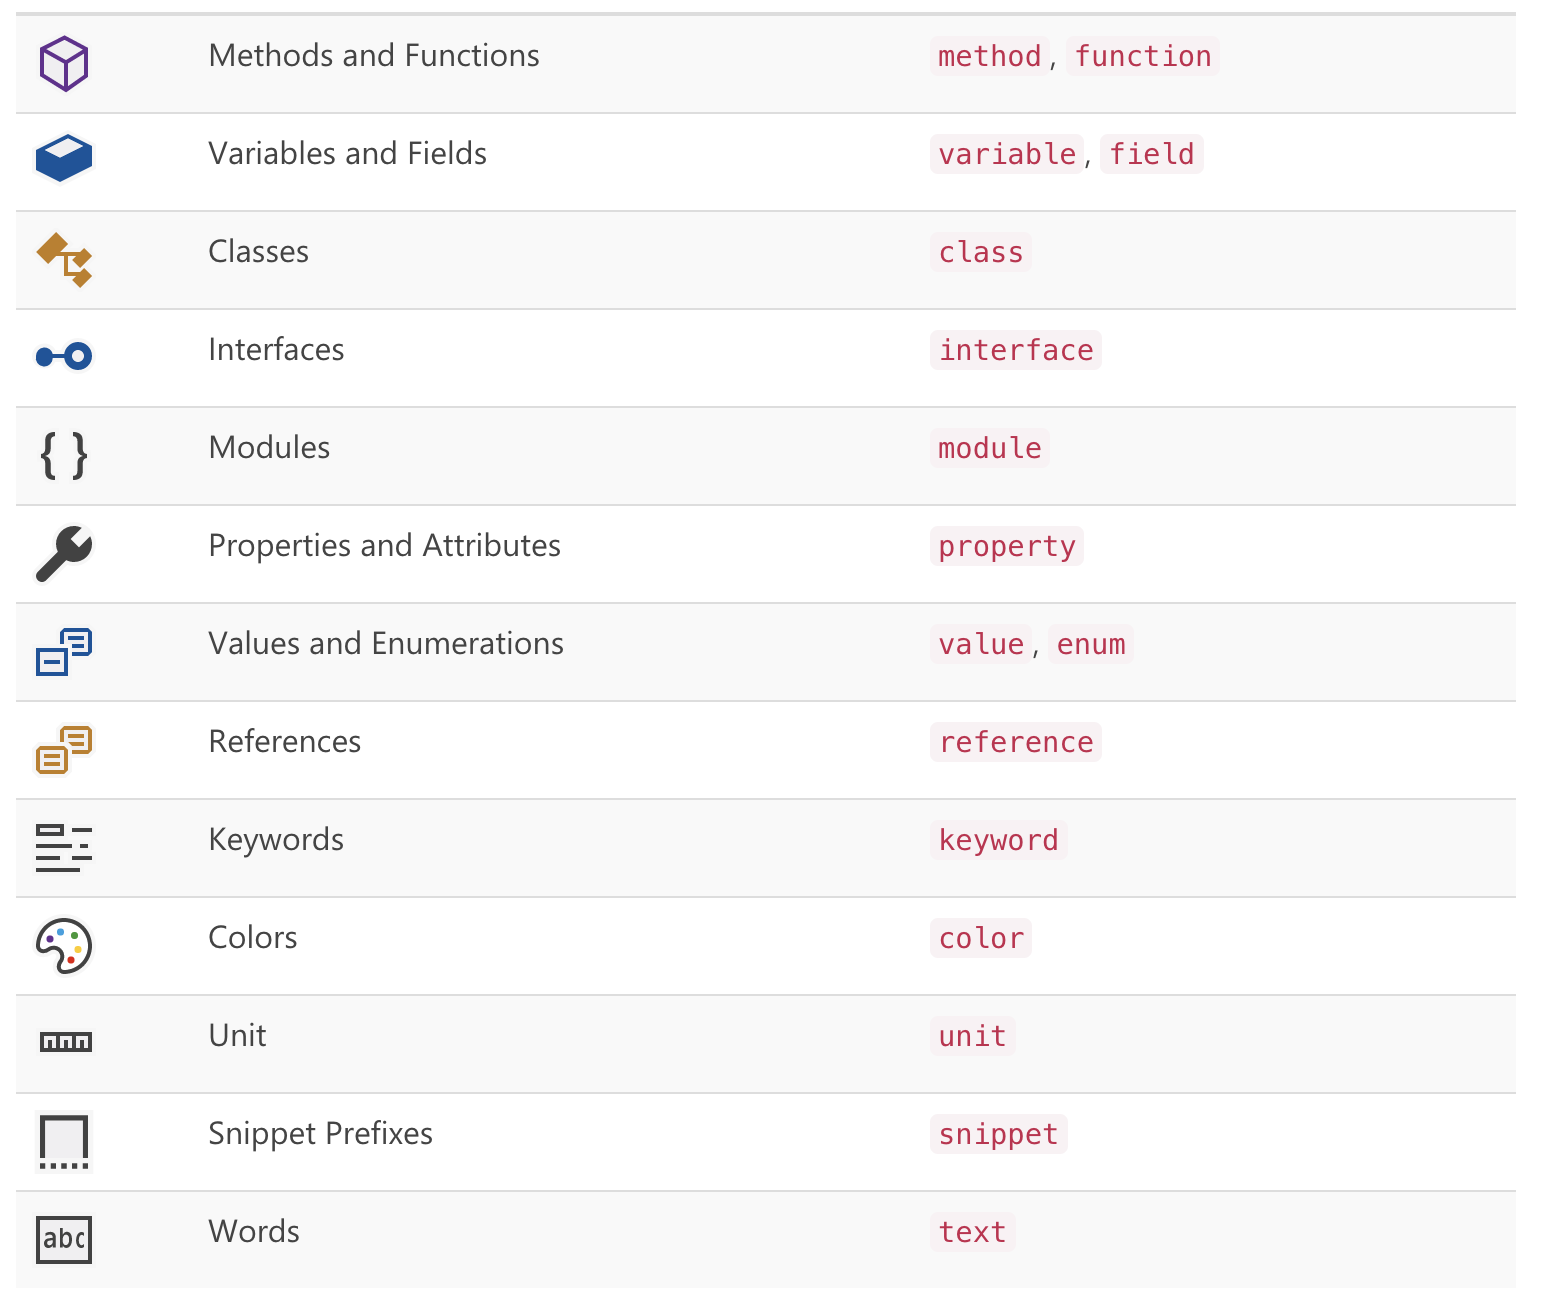 Methods and Functions method, function
Variables and Fields variable, field
Classes class
Interfaces interface
{ } Modules module
Properties and Attributes property
Values and Enumerations value, enum
References reference
Keywords keyword
Colors color
Unit unit
Snippet Prefixes snippet
abc Words text